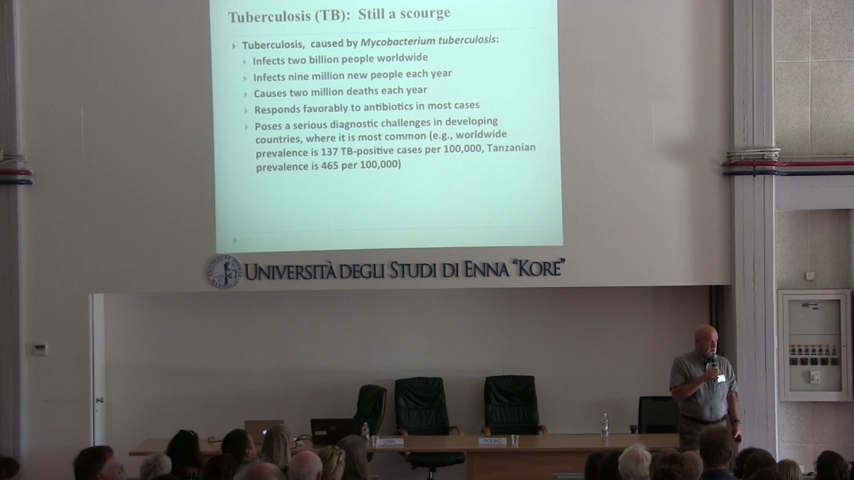 Tuberculosis (TB): Still a scourge
Tuberculosis, caused by Mycobacterium tuberculosis:
Infects two billion people worldwide
Infects nine million new people each year
Causes two million deaths each year
Responds favorably to antibiotics in most cases
Poses a serious diagnostic challenges in developing
countries, where it is most common (e.g., worldwide
prevalence is 137 TB-positive cases per 100,000, Tanzanian
prevalence is 465 per 100,000)
UNIVERSITÀ DEGLI STUDI DI ENNA "KORE"